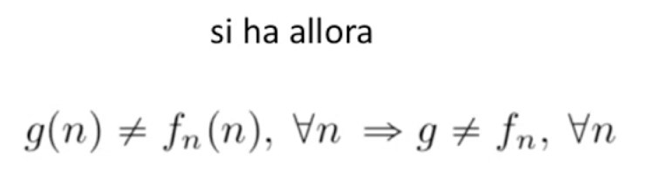 si ha allora
g(n) ≠ fₙ(n), ∀n ⇒ g ≠ fₙ, ∀n